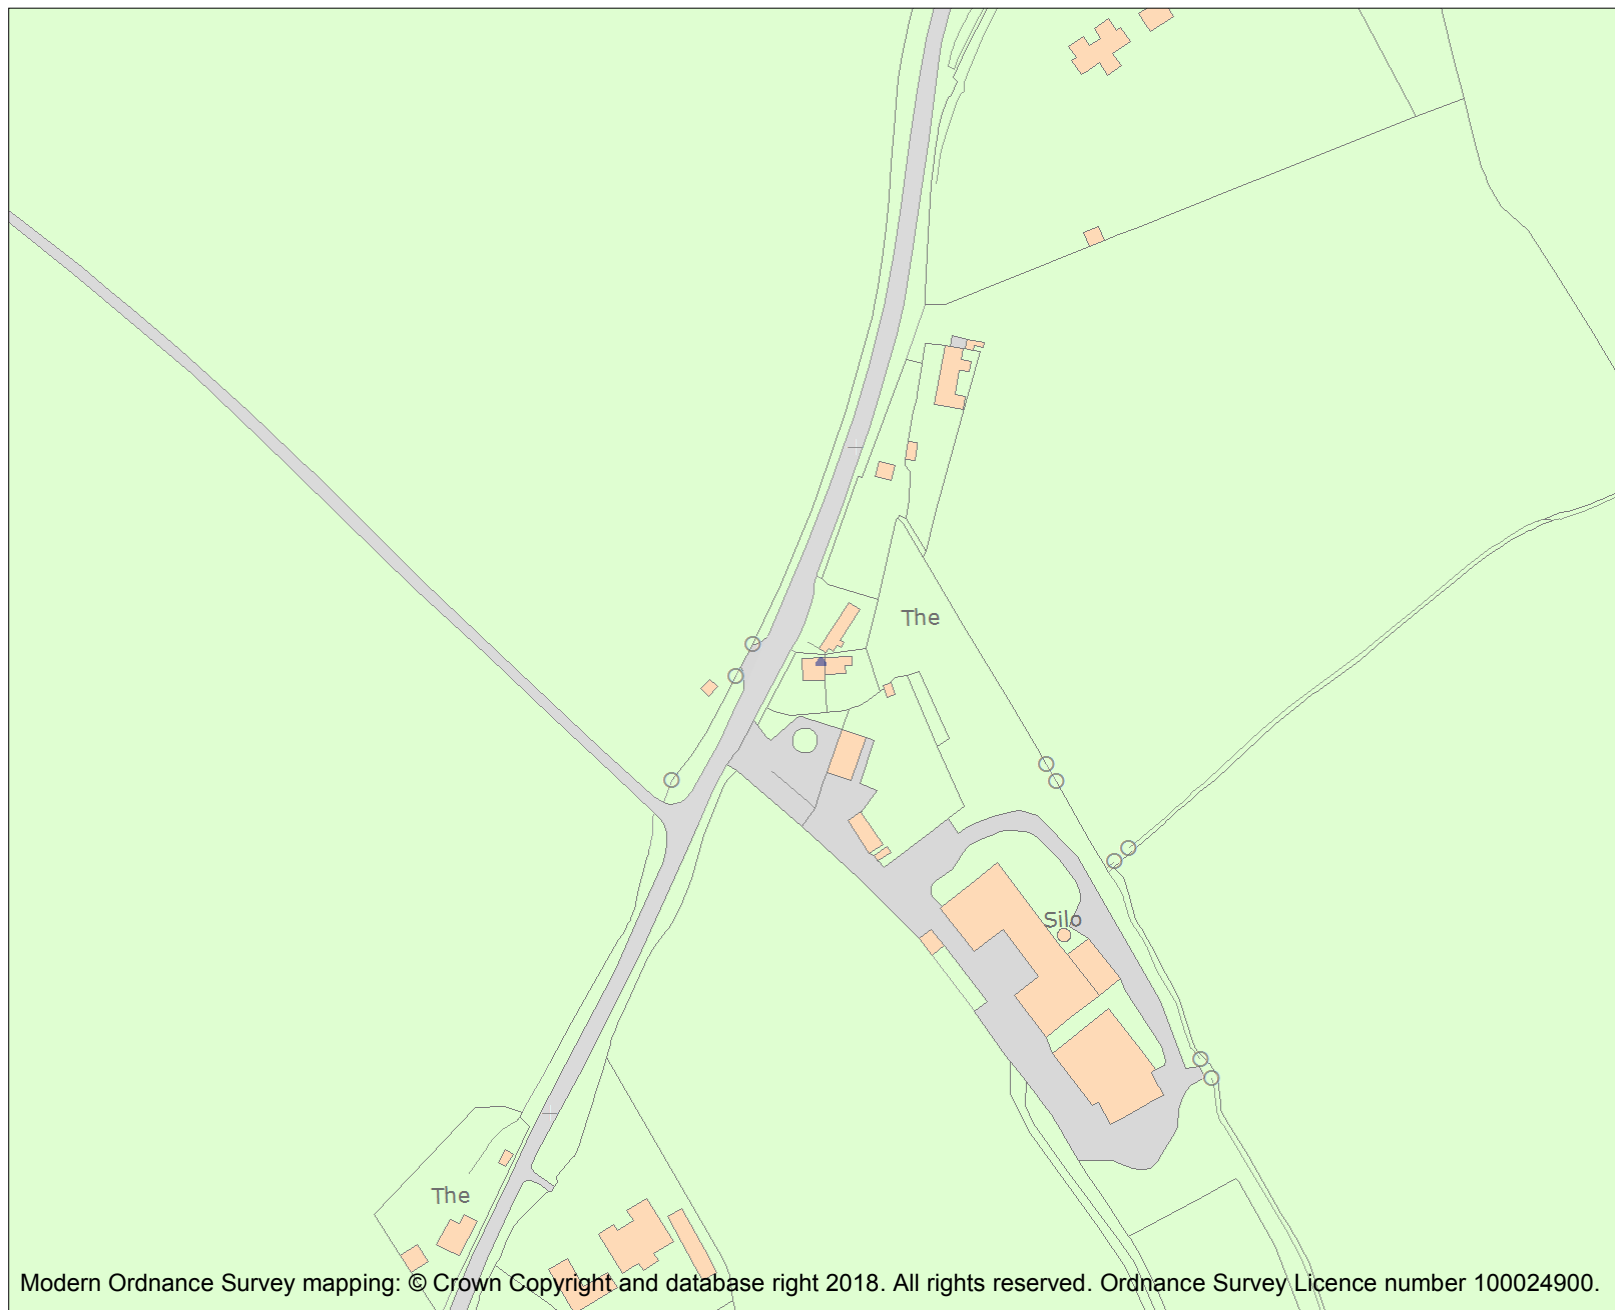 The
Silo
The
Modern Ordnance Survey mapping: © Crown Copyright and database right 2018. All rights reserved. Ordnance Survey Licence number 100024900.